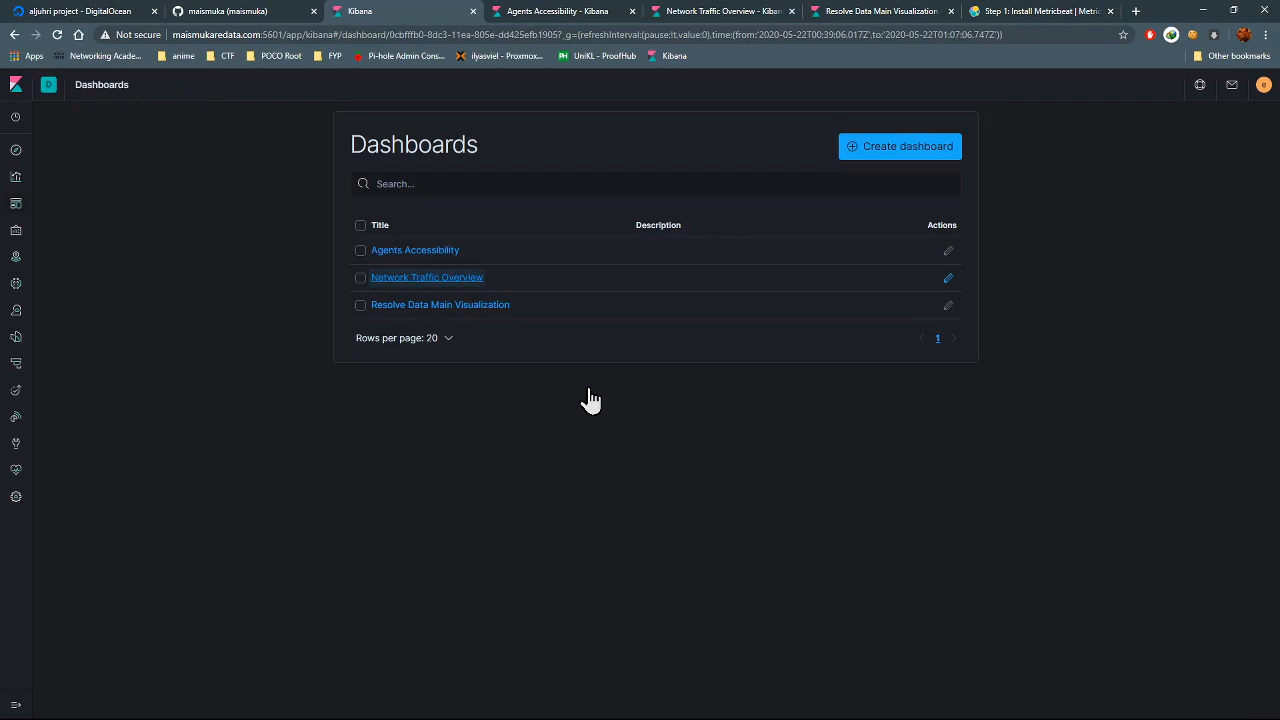 aljuhri project - DigitalOcean
maismuka (maismuka)
Kibana
Agents Accessibility - Kibana
Network Traffic Overview - Kiban
Resolve Data Main Visualization
Step 1: Install Metricbeat | Metric
Not secure
maismukaredata.com:5601/app/kibana#/dashboard/0cbfffb0-8dc3-11ea-805e-dd425efb1905?_g=(refreshInterval:(pause:!t,value:0),time:(from:'2020-05-22T00:39:06.017Z',to:'2020-05-22T01:07:06.747Z'))
Apps
Networking Acade...
anime
CTF
POCO Root
FYP
Pi-hole Admin Cons...
ilyasviel - Proxmox...
PH
UniKL - ProofHub
Kibana
Other bookmarks
D
Dashboards
e
Dashboards
Create dashboard
Search...
Title
Description
Actions
Agents Accessibility
Network Traffic Overview
Resolve Data Main Visualization
Rows per page: 20
1